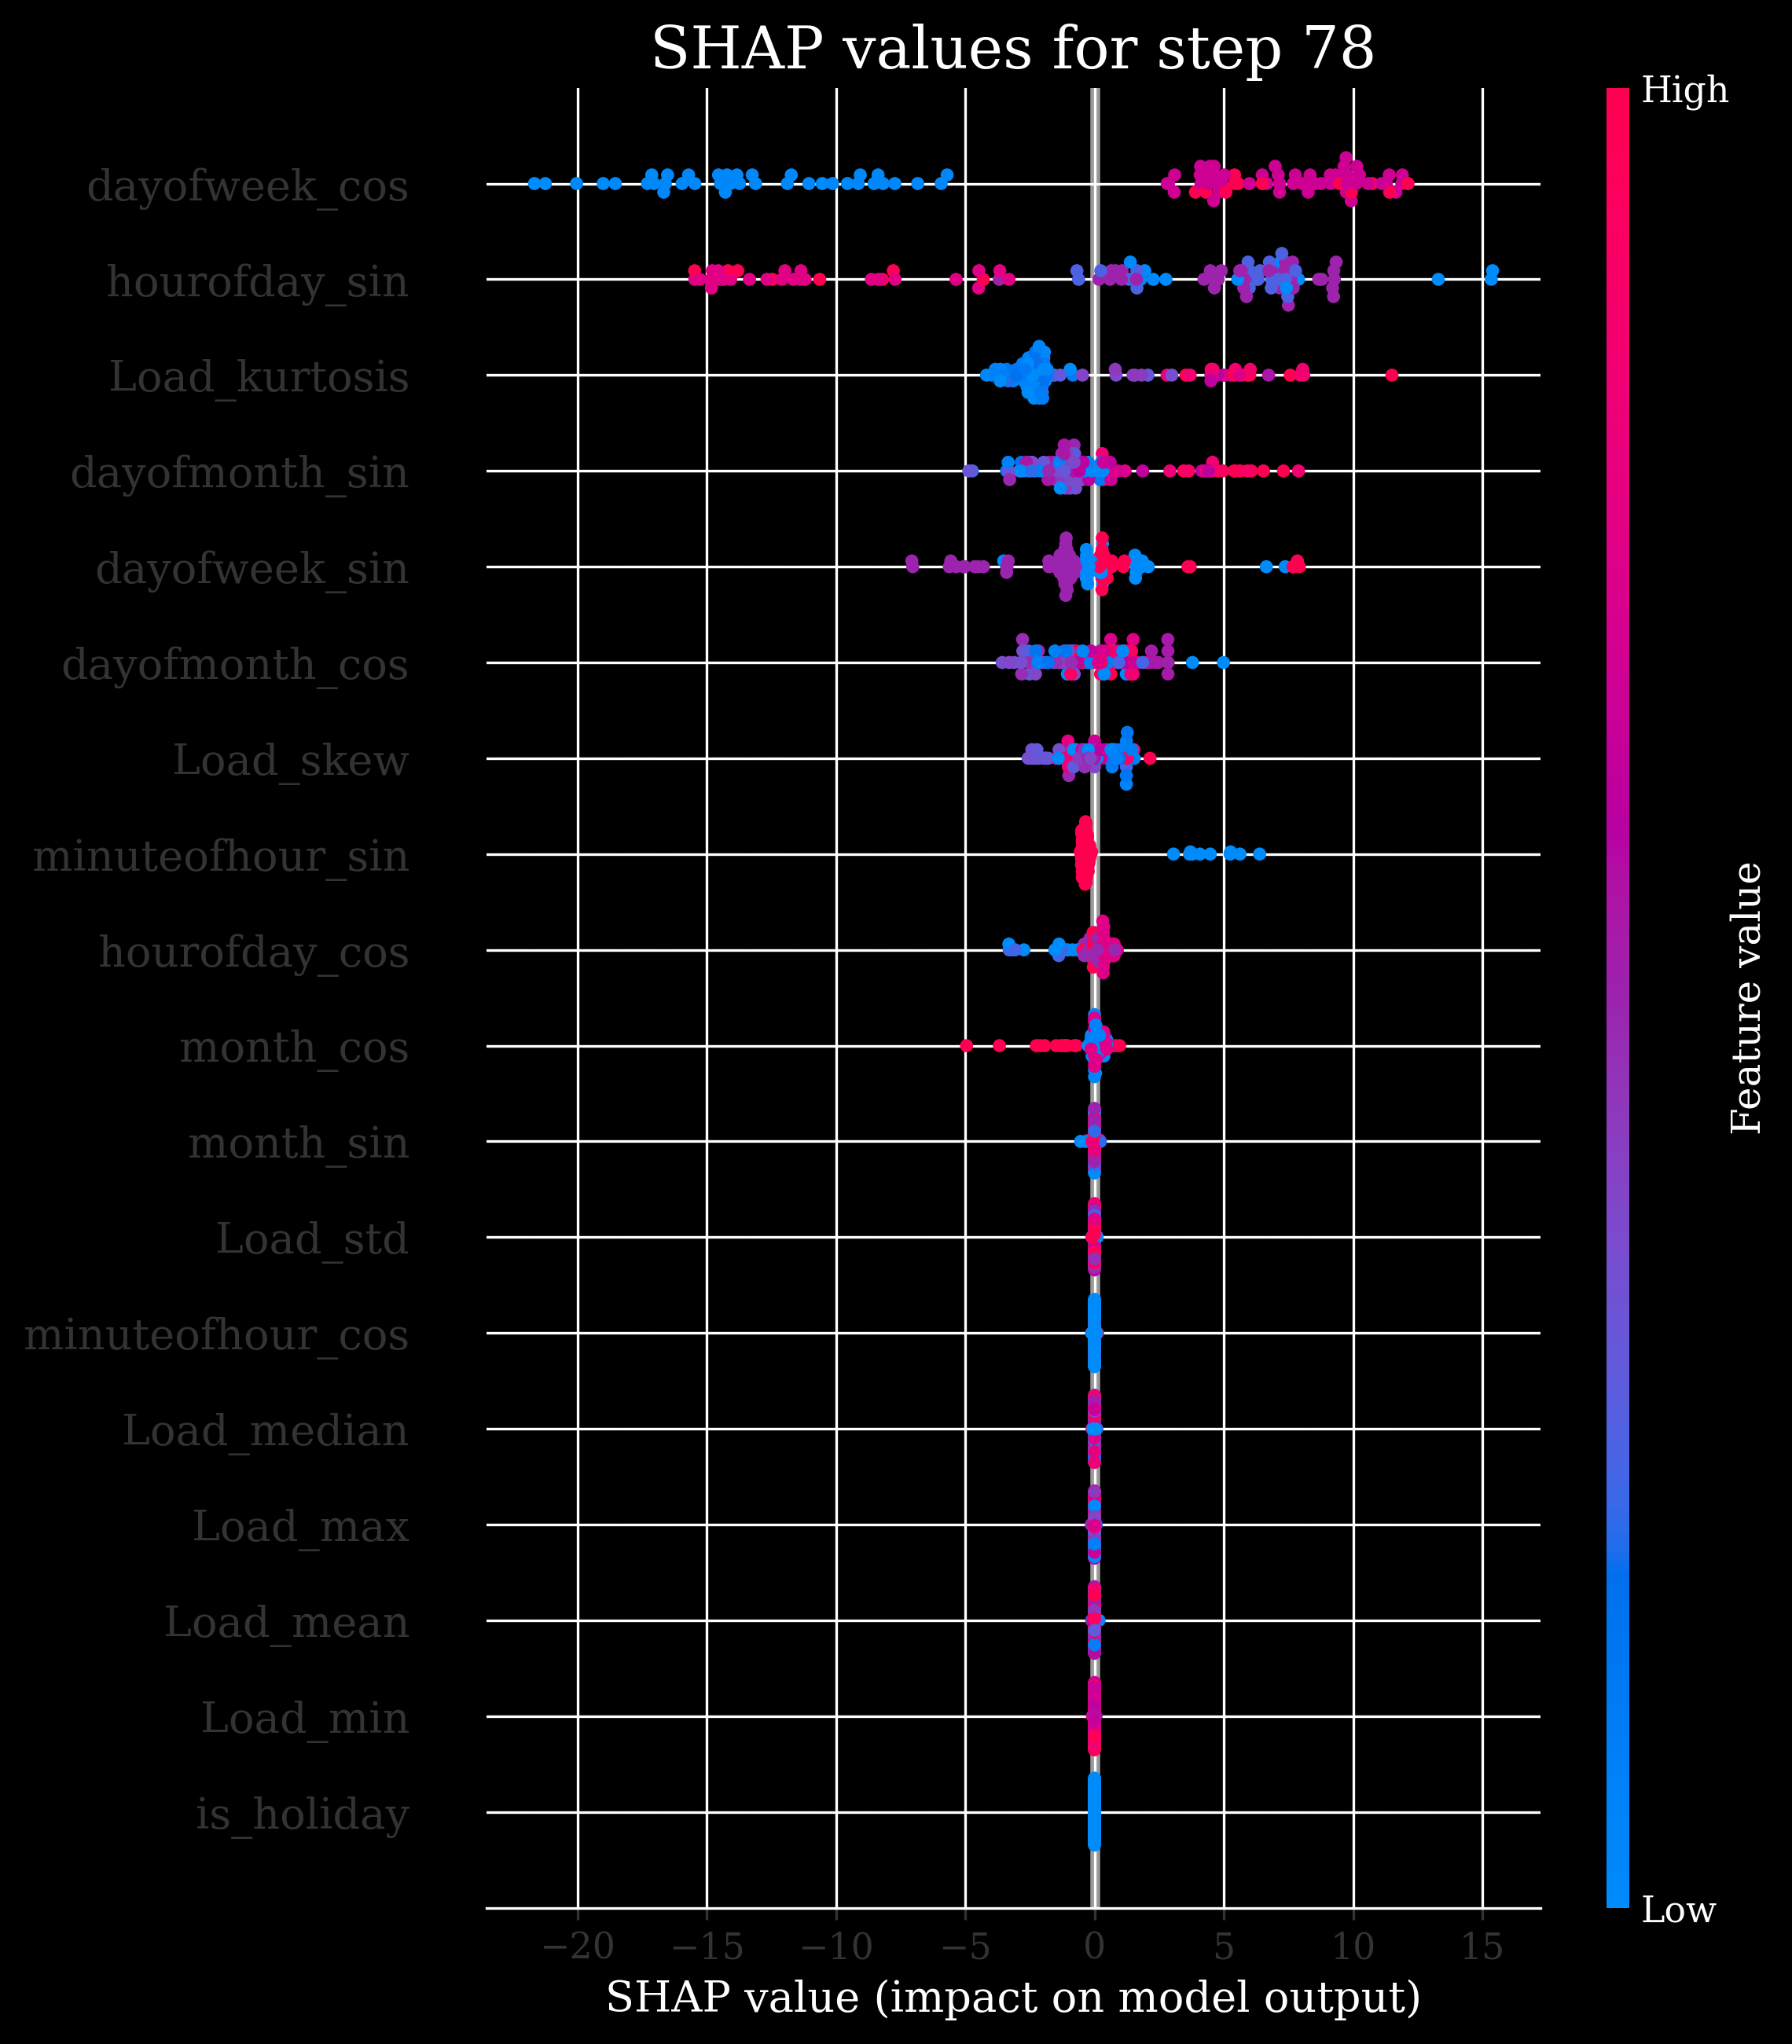 SHAP values for step 78
High
dayofweek_cos
hourofday_sin
Load_kurtosis
dayofmonth_sin
dayofweek_sin
dayofmonth_cos
Load_skew
minuteofhour_sin
hourofday_cos
month_cos
month_sin
Load_std
minuteofhour_cos
Load_median
Load_max
Load_mean
Load_min
is_holiday
Feature value
Low
−20 −15 −10 −5 0 5 10 15
SHAP value (impact on model output)